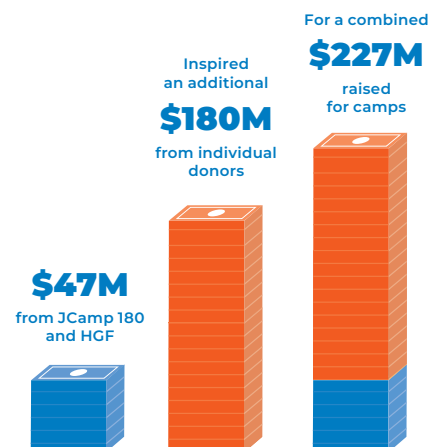 $47M
from JCamp 180
and HGF
Inspired
an additional
$180M
from individual
donors
For a combined
$227M
raised
for camps